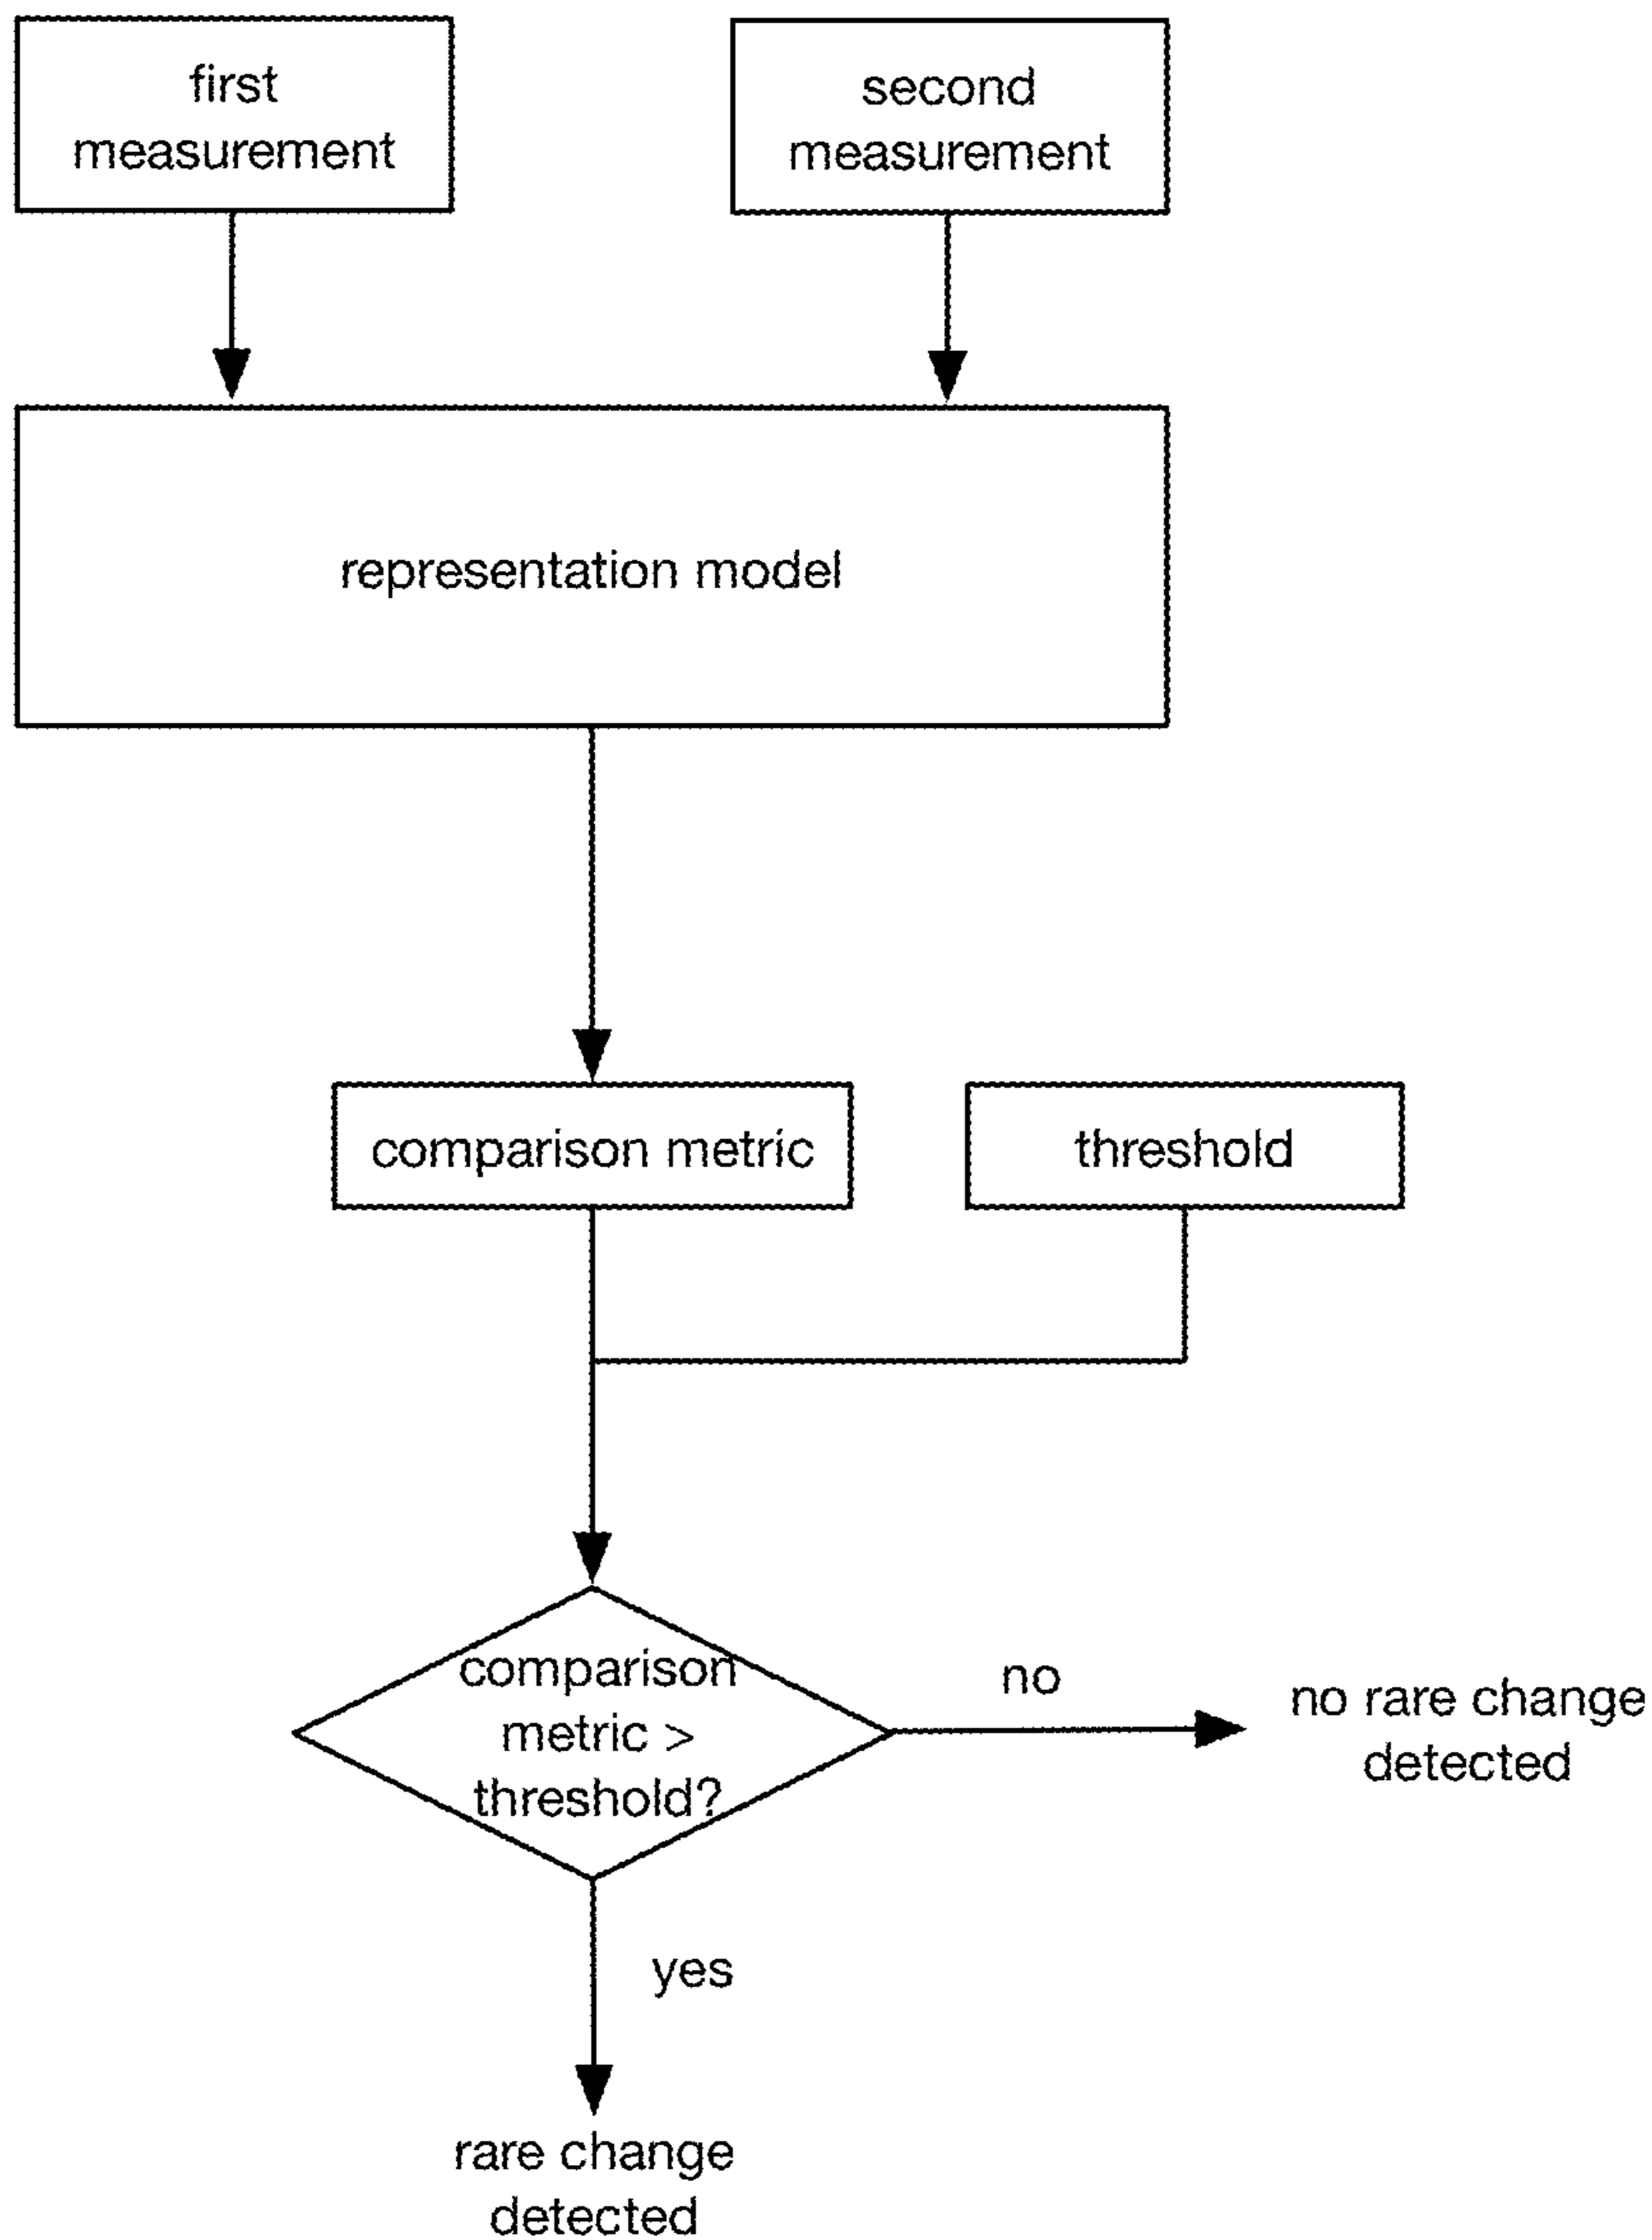 first
measurement
second
measurement
representation model
comparison metric
threshold
comparison
metric >
threshold?
no
no rare change
detected
yes
rare change
detected